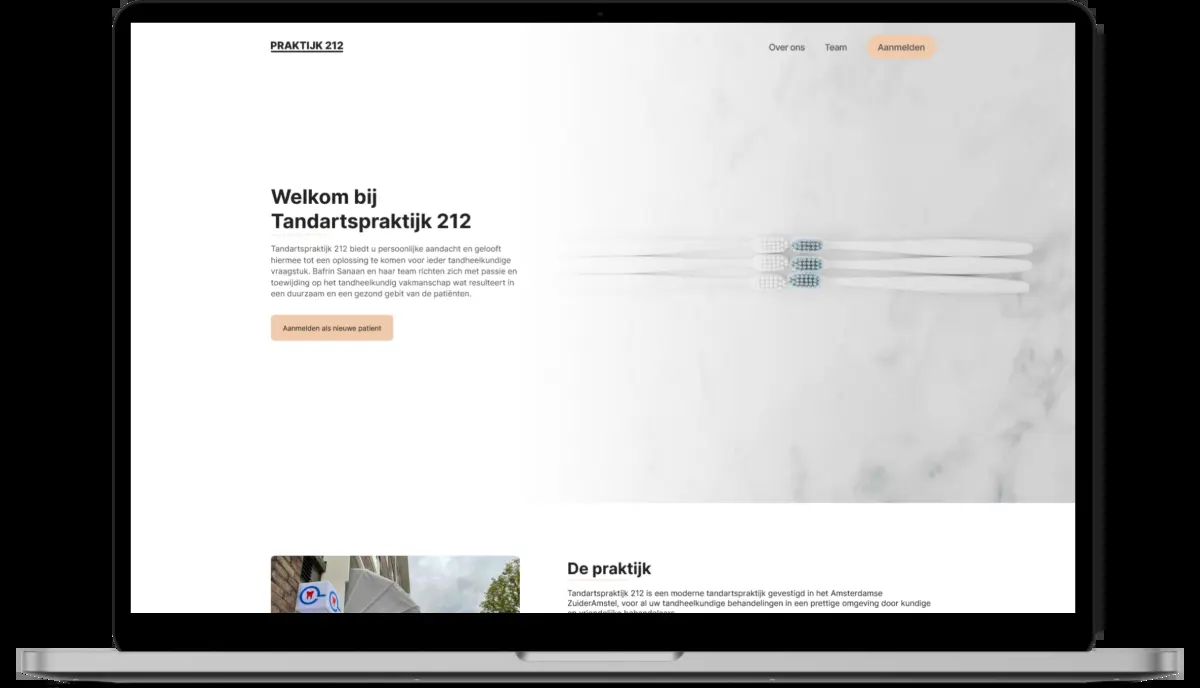 PRAKTIJK 212
Over ons
Team
Aanmelden
Welkom bij
Tandartspraktijk 212
Tandartspraktijk 212 biedt u persoonlijke aandacht en gelooft
hiermee tot een oplossing te komen voor ieder tandheelkundige
vraagstuk. Bafrin Sanaan en haar team richten zich met passie en
toewijding op het tandheelkundig vakmanschap wat resulteert in
een duurzaam en een gezond gebit van de patiënten.
Aanmelden als nieuwe patient
De praktijk
Tandartspraktijk 212 is een moderne tandartspraktijk gevestigd in het Amsterdamse
ZuiderAmstel, voor al uw tandheelkundige behandelingen in een prettige omgeving door kundige
en vriendelijke behandelaars